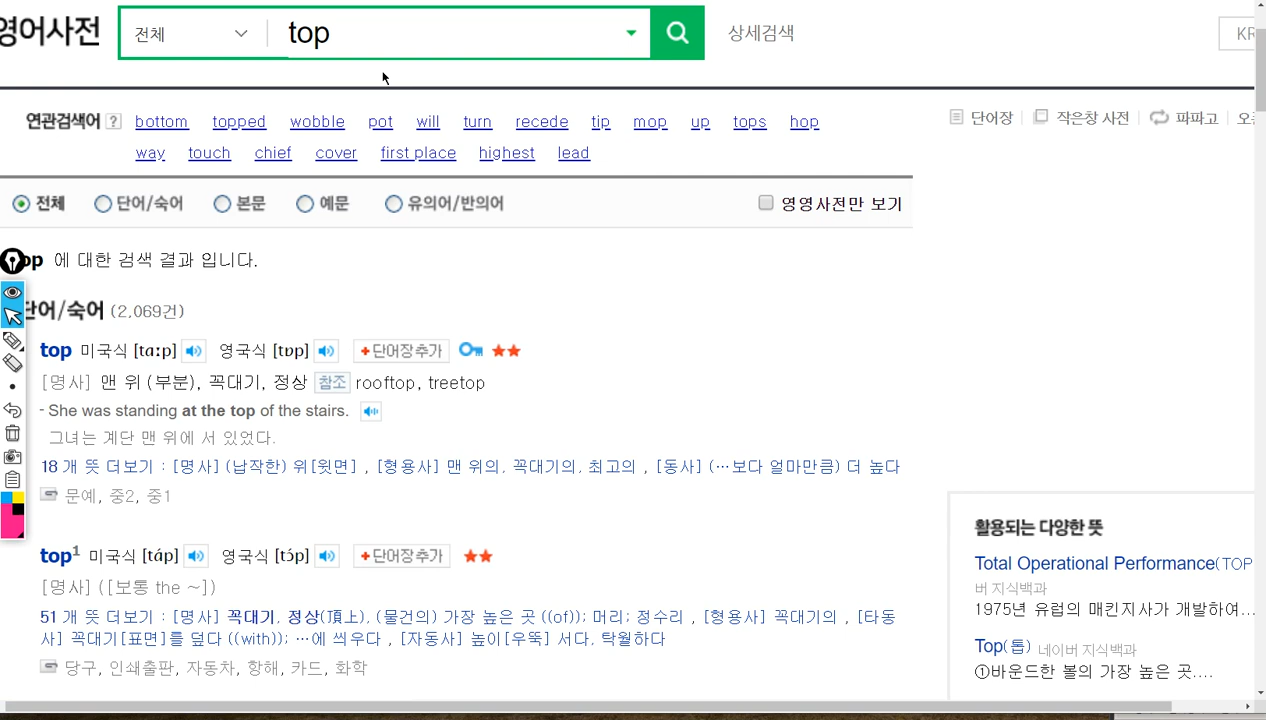 영어사전 전체 top 상세검색 KR
연관검색어 ? bottom topped wobble pot will turn recede tip mop up tops hop
way touch chief cover first place highest lead
단어장 작은창 사전 파파고 오
전체 단어/숙어 본문 예문 유의어/반의어 영영사전만 보기
op 에 대한 검색 결과 입니다.
단어/숙어 (2,069건)
top 미국식 [tɑːp] 영국식 [tɒp] +단어장추가 ★★
[명사] 맨 위 (부분), 꼭대기, 정상 참조 rooftop, treetop
- She was standing at the top of the stairs.
그녀는 계단 맨 위에 서 있었다.
18 개 뜻 더보기 : [명사] (납작한) 위[윗면] , [형용사] 맨 위의, 꼭대기의, 최고의 , [동사] (…보다 얼마만큼) 더 높다
문예, 중2, 중1
top1 미국식 [táp] 영국식 [tɔ́p] +단어장추가 ★★
[명사] ([보통 the ~])
51 개 뜻 더보기 : [명사] 꼭대기, 정상(頂上), (물건의) 가장 높은 곳 ((of)); 머리; 정수리 , [형용사] 꼭대기의 , [타동
사] 꼭대기[표면]를 덮다 ((with)); …에 씌우다 , [자동사] 높이[우뚝] 서다, 탁월하다
당구, 인쇄출판, 자동차, 항해, 카드, 화학
활용되는 다양한 뜻
Total Operational Performance(TOP
버 지식백과
1975년 유럽의 매킨지사가 개발하여...
Top(톱) 네이버 지식백과
①바운드한 볼의 가장 높은 곳....